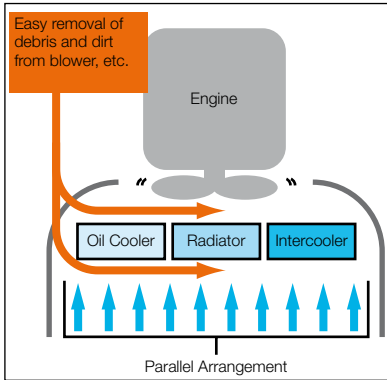 Easy removal of
debris and dirt
from blower, etc.
Engine
Oil Cooler
Radiator
Intercooler
Parallel Arrangement